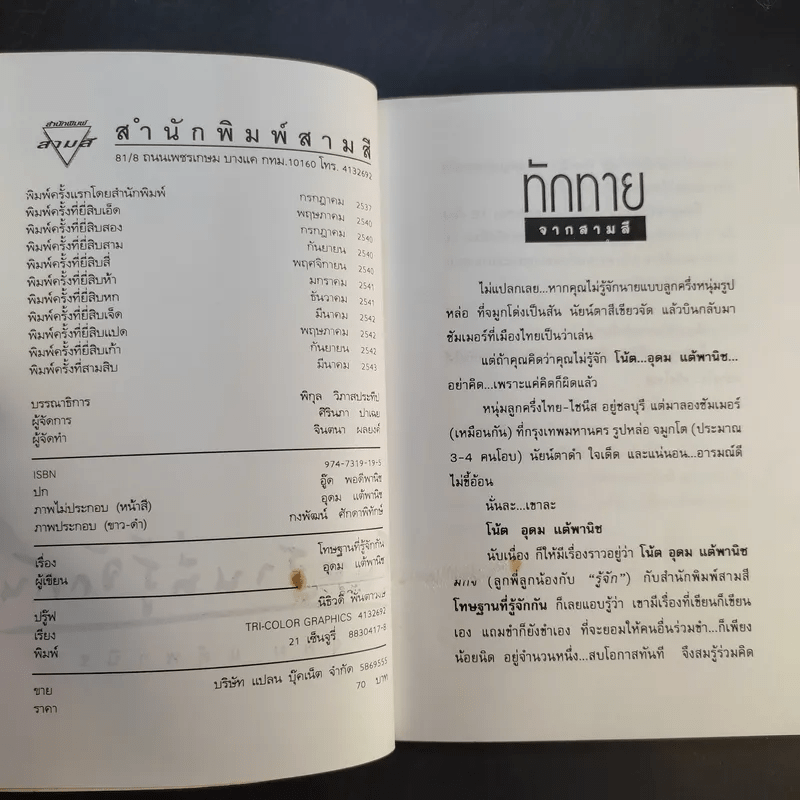 สำนักพิมพ์
สามสี
สำนักพิมพ์สามสี
81/8 ถนนเพชรเกษม บางแค กทม.10160 โทร. 4132692
พิมพ์ครั้งแรกโดยสำนักพิมพ์ กรกฎาคม 2537
พิมพ์ครั้งที่ยี่สิบเอ็ด พฤษภาคม 2540
พิมพ์ครั้งที่ยี่สิบสอง กรกฎาคม 2540
พิมพ์ครั้งที่ยี่สิบสาม กันยายน 2540
พิมพ์ครั้งที่ยี่สิบสี่ พฤศจิกายน 2540
พิมพ์ครั้งที่ยี่สิบห้า มกราคม 2541
พิมพ์ครั้งที่ยี่สิบหก ธันวาคม 2541
พิมพ์ครั้งที่ยี่สิบเจ็ด มีนาคม 2542
พิมพ์ครั้งที่ยี่สิบแปด พฤษภาคม 2542
พิมพ์ครั้งที่ยี่สิบเก้า กันยายน 2542
พิมพ์ครั้งที่สามสิบ มีนาคม 2543
บรรณาธิการ พิกุล วิภาสประทีป
ผู้จัดการ ศิรินภา ปาเฉย
ผู้จัดทำ จินตนา ผลยงค์
ISBN 974-7319-19-5
ปก อู๊ด พอดีพานิช
ภาพไม่ประกอบ (หน้าสี) อุดม แต้พานิช
ภาพประกอบ (ขาว-ดำ) กงพัฒน์ ศักดาพิทักษ์
เรื่อง โทษฐานที่รู้จักกัน
ผู้เขียน อุดม แต้พานิช
ปรู๊ฟ นิธิวดี
เรียง TRI-COLOR GRAPHICS 4132692
พิมพ์ 21 เซ็นจูรี่ 8830417-8
ขาย บริษัท แปลน บุ๊คเน็ต จำกัด 5869555
ราคา 70 บาท
ทักทาย
จากสามสี
ไม่แปลกเลย...หากคุณไม่รู้จักนายแบบลูกครึ่งหนุ่มรูป
หล่อ ที่จมูกโด่งเป็นสัน นัยน์ตาสีเขียวจัด แล้วบินกลับมา
ซัมเมอร์ที่เมืองไทยเป็นว่าเล่น
แต่ถ้าคุณคิดว่าคุณไม่รู้จัก โน้ต...อุดม แต้พานิช...
อย่าคิด...เพราะแค่คิดก็ผิดแล้ว
หนุ่มลูกครึ่งไทย-ไชนีส อยู่ชลบุรี แต่มาลองซัมเมอร์
(เหมือนกัน) ที่กรุงเทพมหานคร รูปหล่อ จมูกโต (ประมาณ
3-4 คนโอบ) นัยน์ตาดำ ใจเด็ด และแน่นอน...อารมณ์ดี
ไม่ขี้อ้อน
นั่นละ...เขาละ
โน้ต อุดม แต้พานิช
นับเนื่อง ก็ให้มีเรื่องราวอยู่ว่า โน้ต อุดม แต้พานิช
(ลูกพี่ลูกน้องกับ “รู้จัก”) กับสำนักพิมพ์สามสี
โทษฐานที่รู้จักกัน ก็เลยแอบรู้ว่า เขามีเรื่องที่เขียนก็เขียน
เอง แถมขำก็ยังขำเอง ที่จะยอมให้คนอื่นร่วมขำ...ก็เพียง
น้อยนิด อยู่จำนวนหนึ่ง...สบโอกาสทันที จึงสมรู้ร่วมคิด